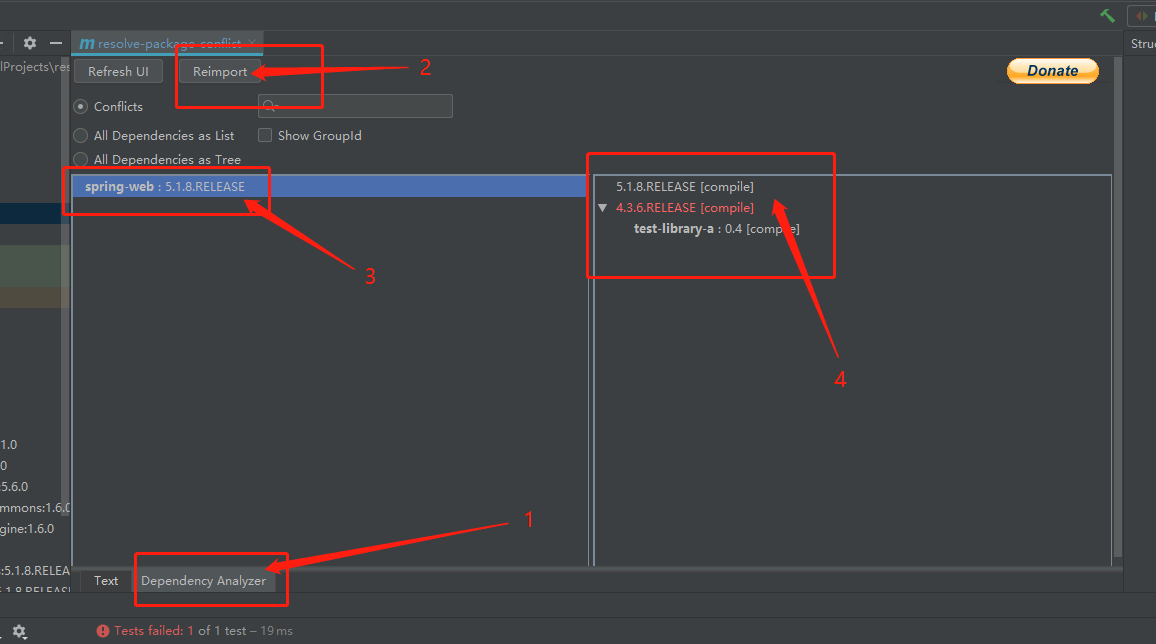 m resolve-package-conflict ×
lProjects\res
Stru
Refresh UI
Reimport
2
Donate
Conflicts
All Dependencies as List
Show GroupId
All Dependencies as Tree
spring-web : 5.1.8.RELEASE
5.1.8.RELEASE [compile]
4.3.6.RELEASE [compile]
test-library-a : 0.4 [compile]
3
4
1.0
0
:5.6.0
mmons:1.6.0
gine:1.6.0
1
:5.1.8.RELEA
Text
Dependency Analyzer
Tests failed: 1 of 1 test – 19 ms